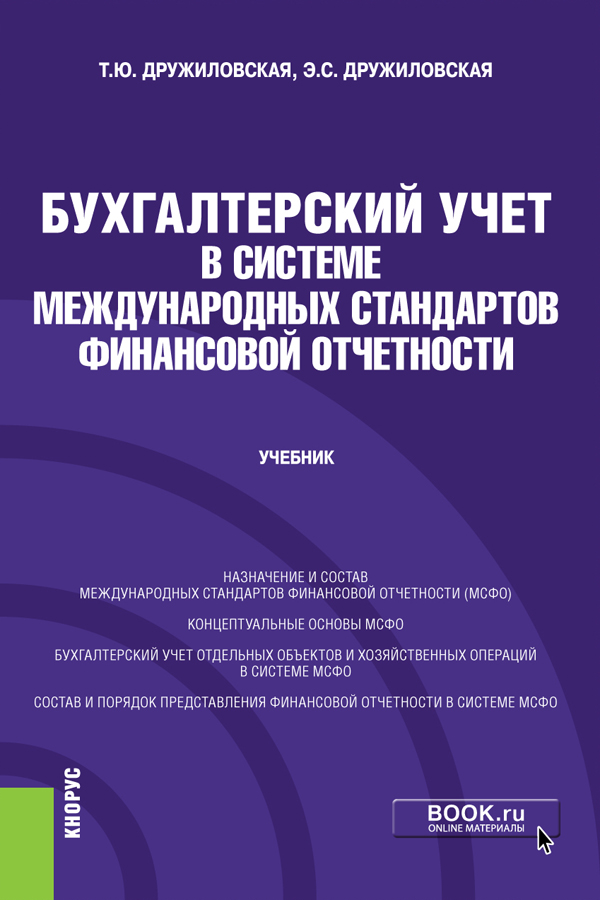 Т.Ю. ДРУЖИЛОВСКАЯ, Э.С. ДРУЖИЛОВСКАЯ
БУХГАЛТЕРСКИЙ УЧЕТ
В СИСТЕМЕ
МЕЖДУНАРОДНЫХ СТАНДАРТОВ
ФИНАНСОВОЙ ОТЧЕТНОСТИ
УЧЕБНИК
НАЗНАЧЕНИЕ И СОСТАВ
МЕЖДУНАРОДНЫХ СТАНДАРТОВ ФИНАНСОВОЙ ОТЧЕТНОСТИ (МСФО)
КОНЦЕПТУАЛЬНЫЕ ОСНОВЫ МСФО
БУХГАЛТЕРСКИЙ УЧЕТ ОТДЕЛЬНЫХ ОБЪЕКТОВ И ХОЗЯЙСТВЕННЫХ ОПЕРАЦИЙ
В СИСТЕМЕ МСФО
СОСТАВ И ПОРЯДОК ПРЕДСТАВЛЕНИЯ ФИНАНСОВОЙ ОТЧЕТНОСТИ В СИСТЕМЕ МСФО
КНОРУС
BOOK.ru
ONLINE МАТЕРИАЛЫ